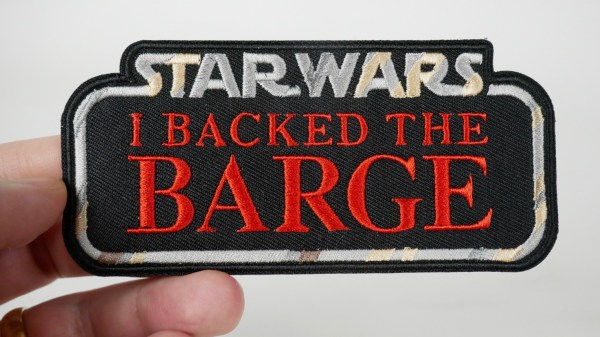 STAR WARS
I BACKED THE
BARGE